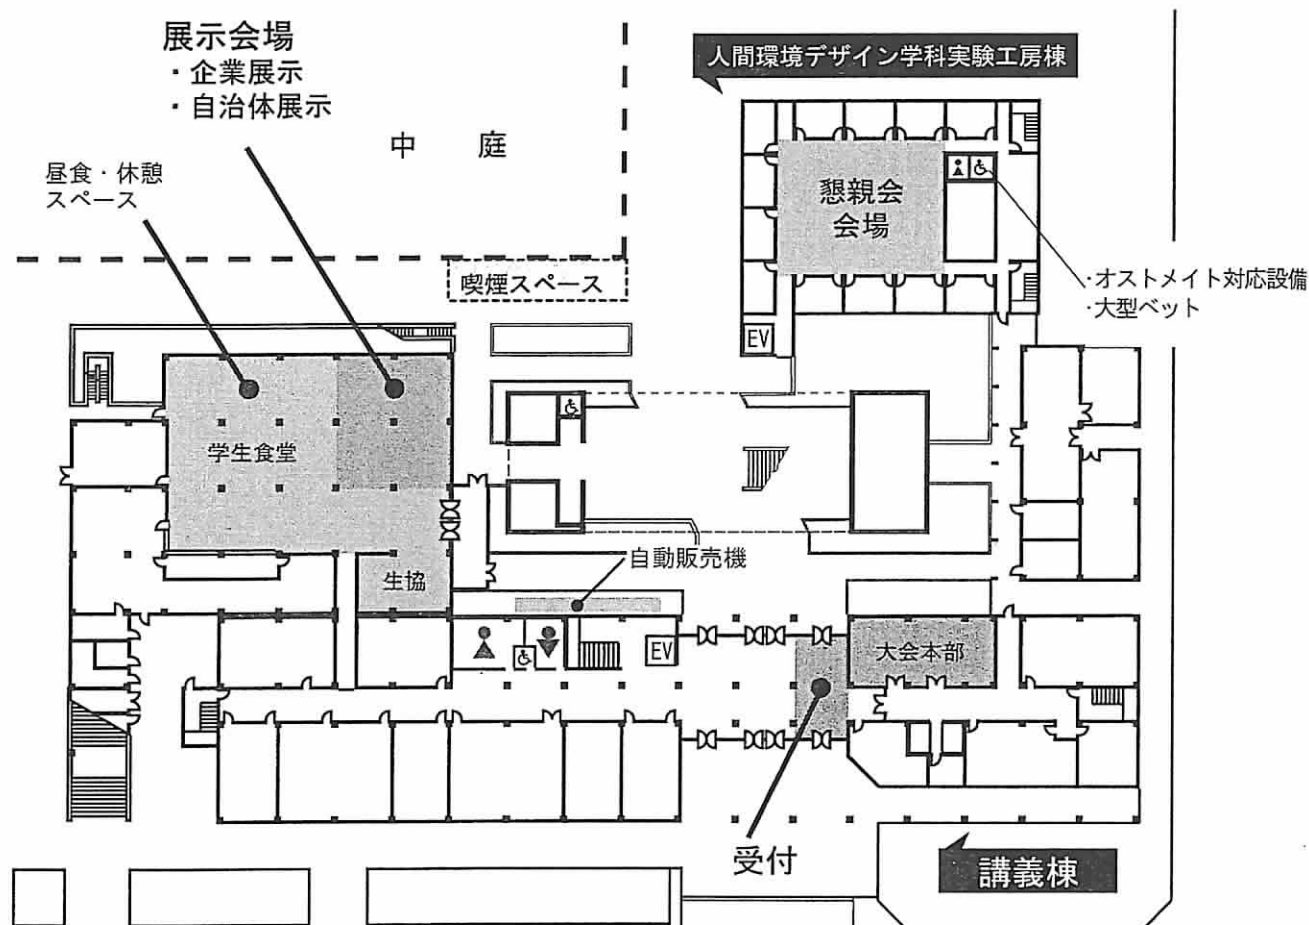 展示会場
・企業展示
・自治体展示
人間環境デザイン学科実験工房棟
中 庭
昼食・休憩
スペース
懇親会
会場
喫煙スペース
・オストメイト対応設備
・大型ベット
EV
学生食堂
自動販売機
生協
EV
大会本部
受付
講義棟